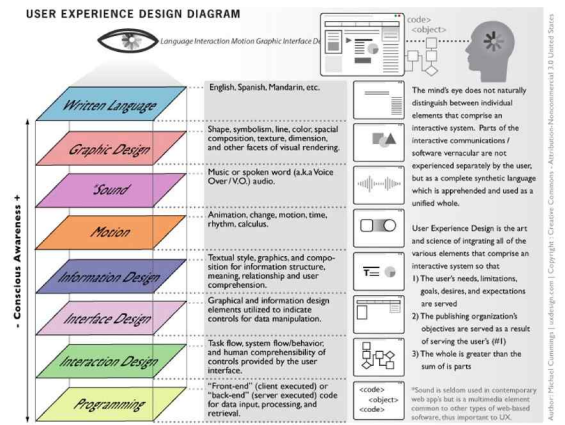 USER EXPERIENCE DESIGN DIAGRAM
Language Interaction Motion Graphic Interface De
code>
<object>
Written Language
English, Spanish, Mandarin, etc.
Graphic Design
Shape, symbolism, line, color, spacial
composition, texture, dimension,
and other facets of visual rendering.
*Sound
Music or spoken word (a.k.a Voice
Over / V.O.) audio.
Motion
Animation, change, motion, time,
rhythm, calculus.
Information Design
Textual style, graphics, and compo-
sition for information structure,
meaning, relationship and user
comprehension.
T=
Interface Design
Graphical and information design
elements utilized to indicate
controls for data manipulation.
Interaction Design
Task flow, system flow/behavior,
and human comprehensibility of
controls provided by the user
interface.
Programming
"Front-end" (client executed) or
"back-end" (server executed) code
for data input, processing, and
retrieval.
<code>
<object>
<code>
- Conscious Awareness +
The mind's eye does not naturally
distinguish between individual
elements that comprise an
interactive system. Parts of the
interactive communications /
software vernacular are not
experienced separately by the user,
but as a complete synthetic language
which is apprehended and used as a
unified whole.
User Experience Design is the art
and science of intgrating all of the
various elements that comprise an
interactive system so that
1) The user's needs, limitations,
goals, desires, and expectations
are served
2) The publishing organization's
objectives are served as a result
of serving the user's (#1)
3) The whole is greater than the
sum of is parts
*Sound is seldom used in contemporary
web app's but is a multimedia element
common to other types of web-based
software, thus important to UX.
Author: Michael Cummings | uxdesign.com | Copyright : Creative Commons - Attribution-Noncommercial 3.0 United States